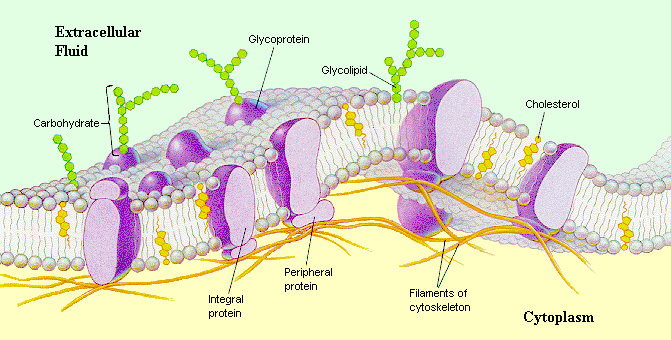 Extracellular
Fluid
Glycoprotein
Glycolipid
Carbohydrate
Cholesterol
Integral
protein
Peripheral
protein
Filaments of
cytoskeleton
Cytoplasm